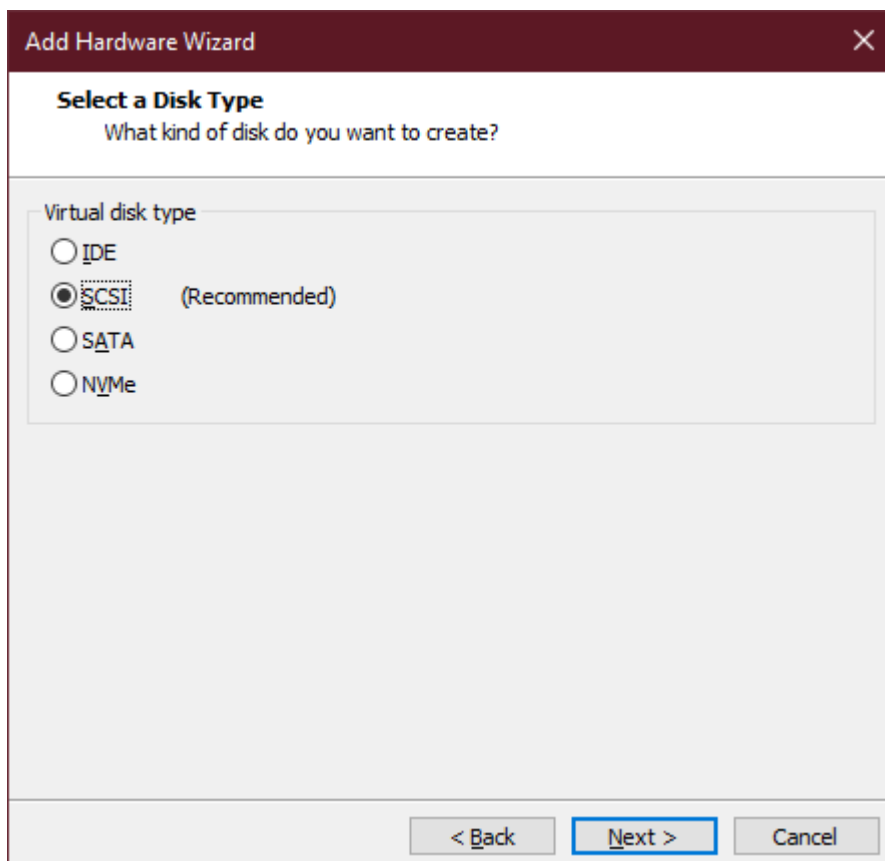 Add Hardware Wizard
Select a Disk Type
What kind of disk do you want to create?
Virtual disk type
IDE
SCSI (Recommended)
SATA
NVMe
< Back Next > Cancel